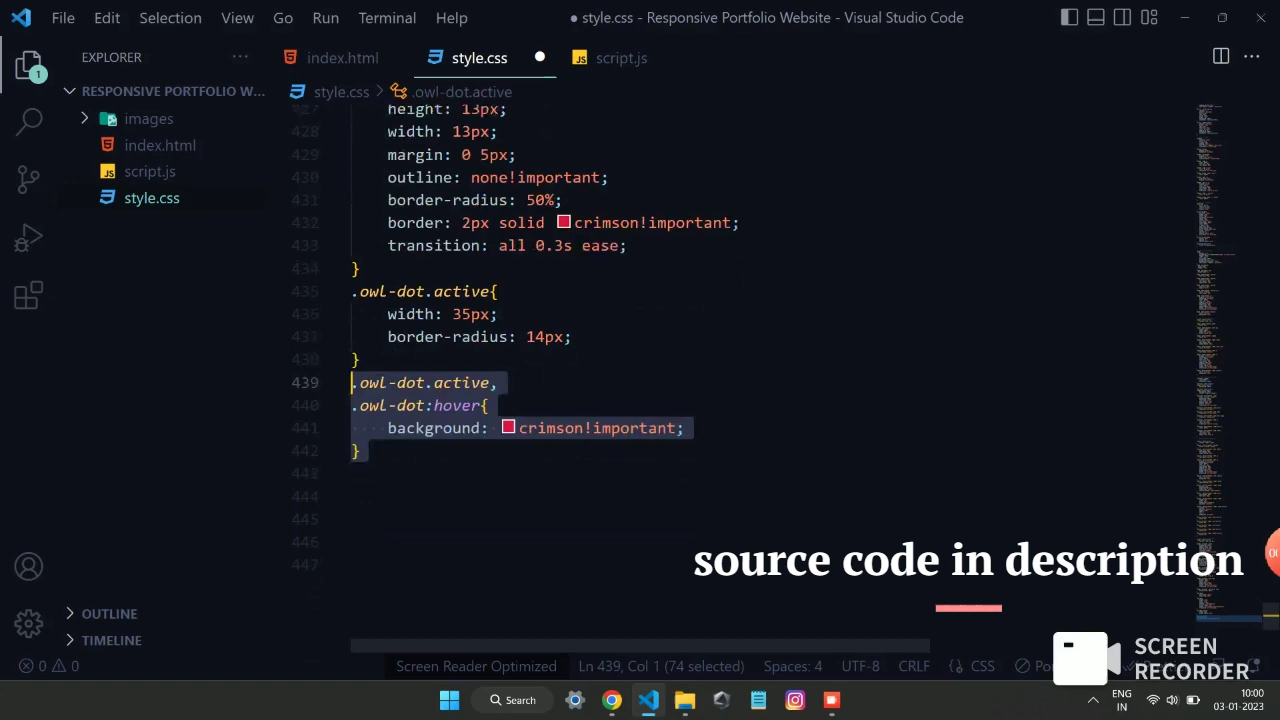 File Edit Selection View Go Run Terminal Help
● style.css - Responsive Portfolio Website - Visual Studio Code
EXPLORER ...
index.html style.css script.js
1
RESPONSIVE PORTFOLIO W...
images
index.html
script.js
style.css
style.css > .owl-dot.active
height: 13px;
428 width: 13px;
429 margin: 0 5px;
430 outline: none!important;
431 border-radius: 50%;
432 border: 2px solid crimson!important;
433 transition: all 0.3s ease;
434 }
435 .owl-dot.active{
436 width: 35px;
437 border-radius: 14px;
438 }
439 .owl-dot.active,
440 .owl-dot:hover{
441 background: crimson!important;
442 }
443
444
445
446
447
source code in description
OUTLINE
TIMELINE
0 0
Screen Reader Optimized Ln 439, Col 1 (74 selected) Spaces: 4 UTF-8 CRLF {} CSS
SCREEN
RECORDER
Search
ENG
IN
10:00
03-01-2023